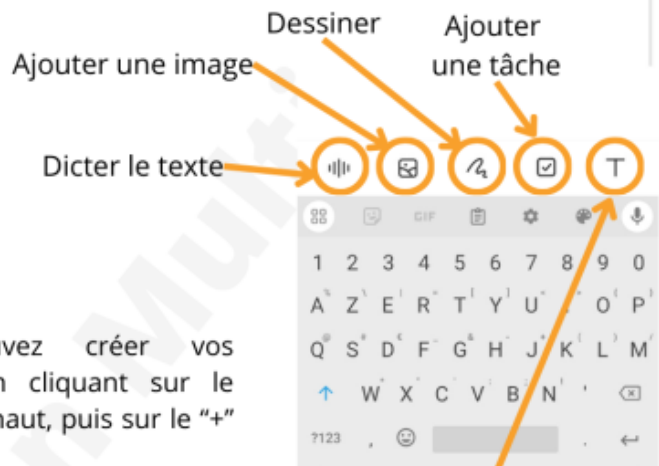 Dessiner
Ajouter
une tâche
Ajouter une image
Dicter le texte
T
GIF
1 2 3 4 5 6 7 8 9 0
A Z E R T Y U O P
Q S D F G H J K L M
W X C V B N '
?123 , .
vez créer vos
n cliquant sur le
haut, puis sur le “+”
n Mult